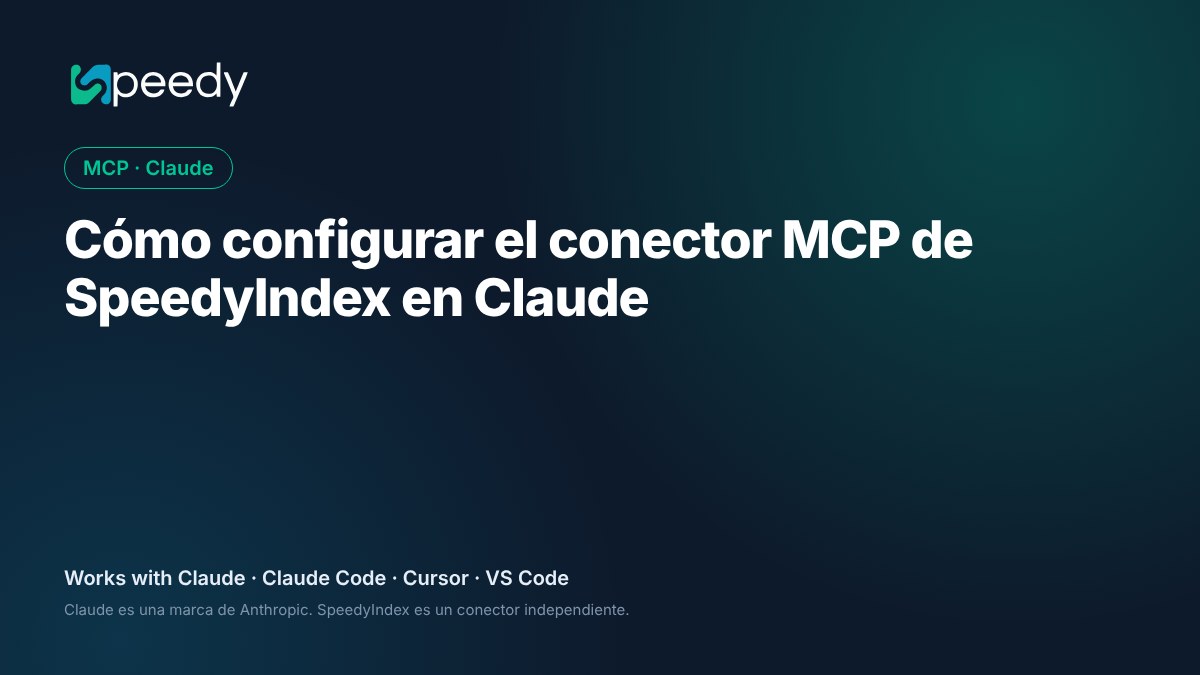 Speedy
MCP · Claude
Cómo configurar el conector MCP de
SpeedyIndex en Claude
Works with Claude · Claude Code · Cursor · VS Code
Claude es una marca de Anthropic. SpeedyIndex es un conector independiente.